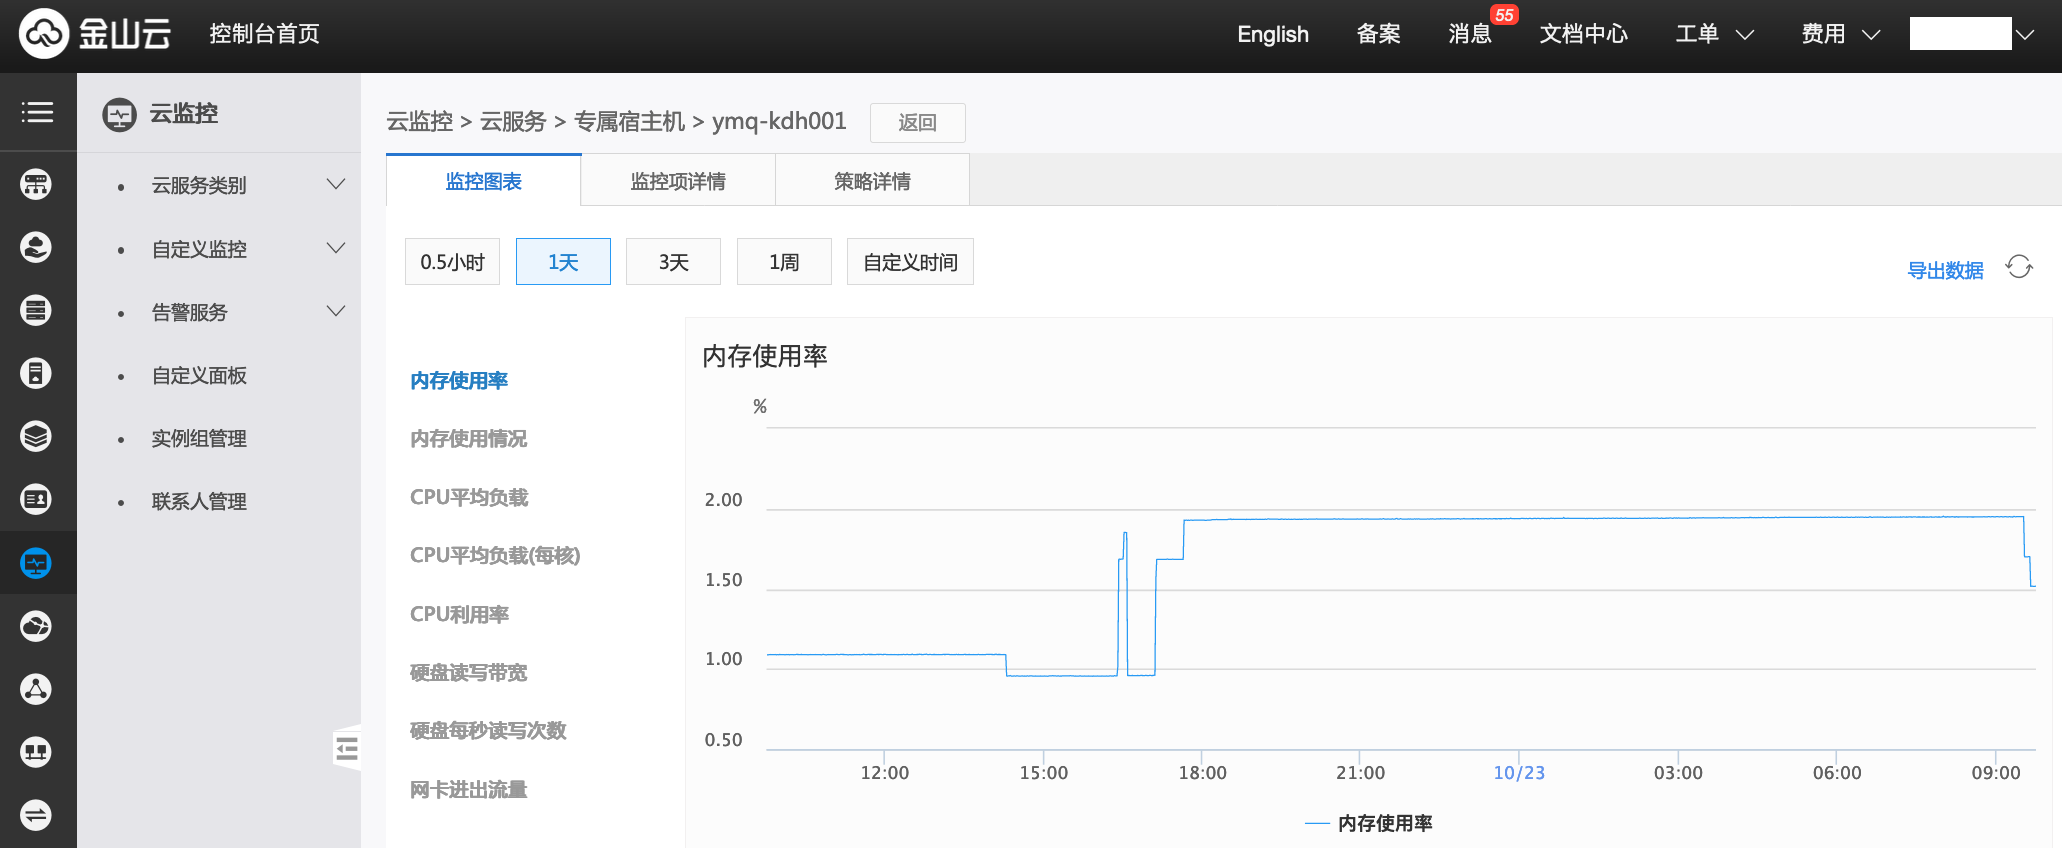 金山云 控制台首页 English 备案 消息 55 文档中心 工单 费用
云监控
云服务类别
自定义监控
告警服务
自定义面板
实例组管理
联系人管理
云监控 > 云服务 > 专属宿主机 > ymq-kdh001 返回
监控图表 监控项详情 策略详情
0.5小时 1天 3天 1周 自定义时间 导出数据
内存使用率
内存使用情况
CPU平均负载
CPU平均负载(每核)
CPU利用率
硬盘读写带宽
硬盘每秒读写次数
网卡进出流量
内存使用率
%
2.00
1.50
1.00
0.50
12:00 15:00 18:00 21:00 10/23 03:00 06:00 09:00
内存使用率